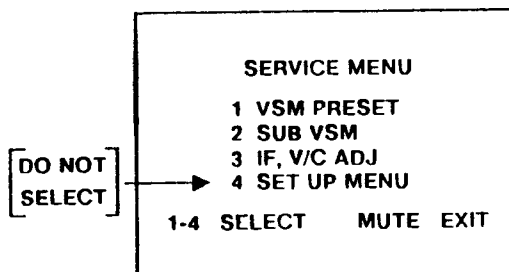 SERVICE MENU
1 VSM PRESET
2 SUB VSM
3 IF, V/C ADJ
DO NOT
SELECT
4 SET UP MENU
1-4 SELECT MUTE EXIT